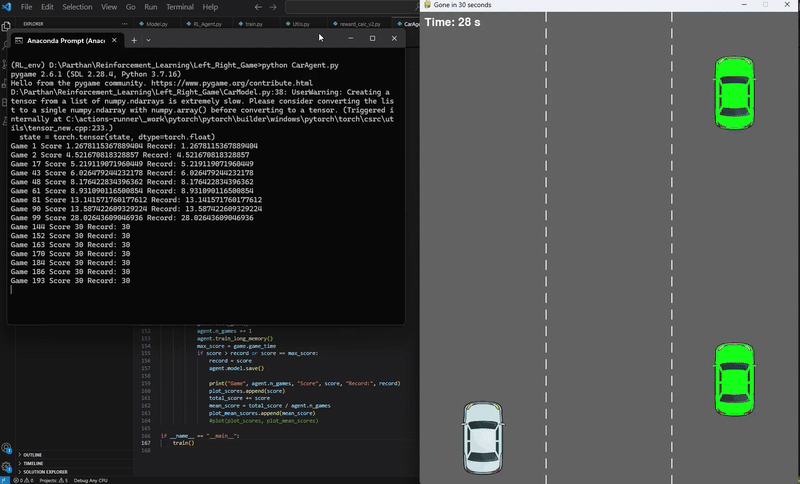 File Edit Selection View Go Run Terminal Help
EXPLORER
Model.py RL_Agent.py train.py Utils.py reward_calc_v2.py CarAgent
Anaconda Prompt (Anac
(RL_env) D:\Parthan\Reinforcement_Learning\Left_Right_Game>python CarAgent.py
pygame 2.6.1 (SDL 2.28.4, Python 3.7.16)
Hello from the pygame community. https://www.pygame.org/contribute.html
D:\Parthan\Reinforcement_Learning\Left_Right_Game\CarModel.py:38: UserWarning: Creating a
tensor from a list of numpy.ndarrays is extremely slow. Please consider converting the lis
t to a single numpy.ndarray with numpy.array() before converting to a tensor. (Triggered i
nternally at C:\actions-runner\_work\pytorch\pytorch\builder\windows\pytorch\torch\csrc\ut
ils\tensor_new.cpp:233.)
state = torch.tensor(state, dtype=torch.float)
Game 1 Score 1.2678115367889404 Record: 1.2678115367889404
Game 2 Score 4.521670818328857 Record: 4.521670818328857
Game 17 Score 5.219119071960449 Record: 5.219119071960449
Game 43 Score 6.026479244232178 Record: 6.026479244232178
Game 48 Score 8.176422834396362 Record: 8.176422834396362
Game 61 Score 8.931090116500854 Record: 8.931090116500854
Game 81 Score 13.141571760177612 Record: 13.141571760177612
Game 90 Score 13.587422609329224 Record: 13.587422609329224
Game 99 Score 28.02643609046936 Record: 28.02643609046936
Game 144 Score 30 Record: 30
Game 152 Score 30 Record: 30
Game 163 Score 30 Record: 30
Game 170 Score 30 Record: 30
Game 184 Score 30 Record: 30
Game 186 Score 30 Record: 30
Game 193 Score 30 Record: 30
152 agent.n_games += 1
153 agent.train_long_memory()
154 max_score = game.game_time
155 if score > record or score == max_score:
156 record = score
157 agent.model.save()
158
159 print("Game", agent.n_games, "Score", score, "Record:", record)
160 plot_scores.append(score)
161 total_score += score
162 mean_score = total_score / agent.n_games
163 plot_mean_scores.append(mean_score)
164 #plot(plot_scores, plot_mean_scores)
165
166 if __name__ == "__main__":
167 train()
168
OUTLINE
TIMELINE
SOLUTION EXPLORER
0 0 Projects: 5 Debug Any CPU
Gone in 30 seconds
Time: 28 s